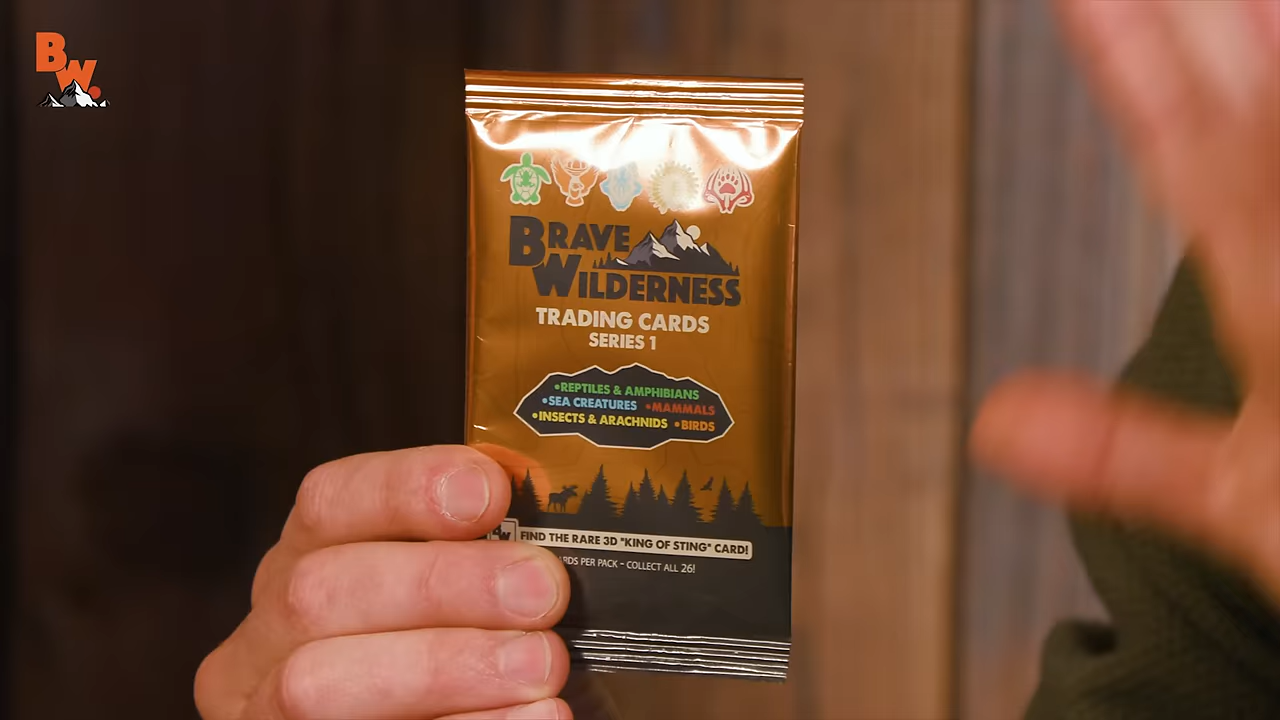 BW.
BRAVE
WILDERNESS
TRADING CARDS
SERIES 1
•REPTILES & AMPHIBIANS
•SEA CREATURES •MAMMALS
•INSECTS & ARACHNIDS •BIRDS
FIND THE RARE 3D "KING OF STING" CARD!
PER PACK - COLLECT ALL 26!